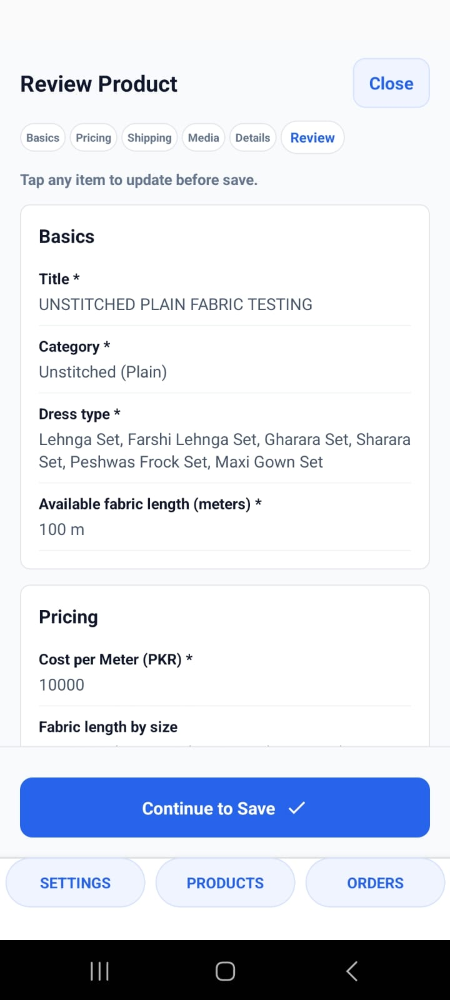 Review Product
Close
Basics
Pricing
Shipping
Media
Details
Review
Tap any item to update before save.
Basics
Title *
UNSTITCHED PLAIN FABRIC TESTING
Category *
Unstitched (Plain)
Dress type *
Lehnga Set, Farshi Lehnga Set, Gharara Set, Sharara
Set, Peshwas Frock Set, Maxi Gown Set
Available fabric length (meters) *
100 m
Pricing
Cost per Meter (PKR) *
10000
Fabric length by size
Continue to Save
SETTINGS
PRODUCTS
ORDERS